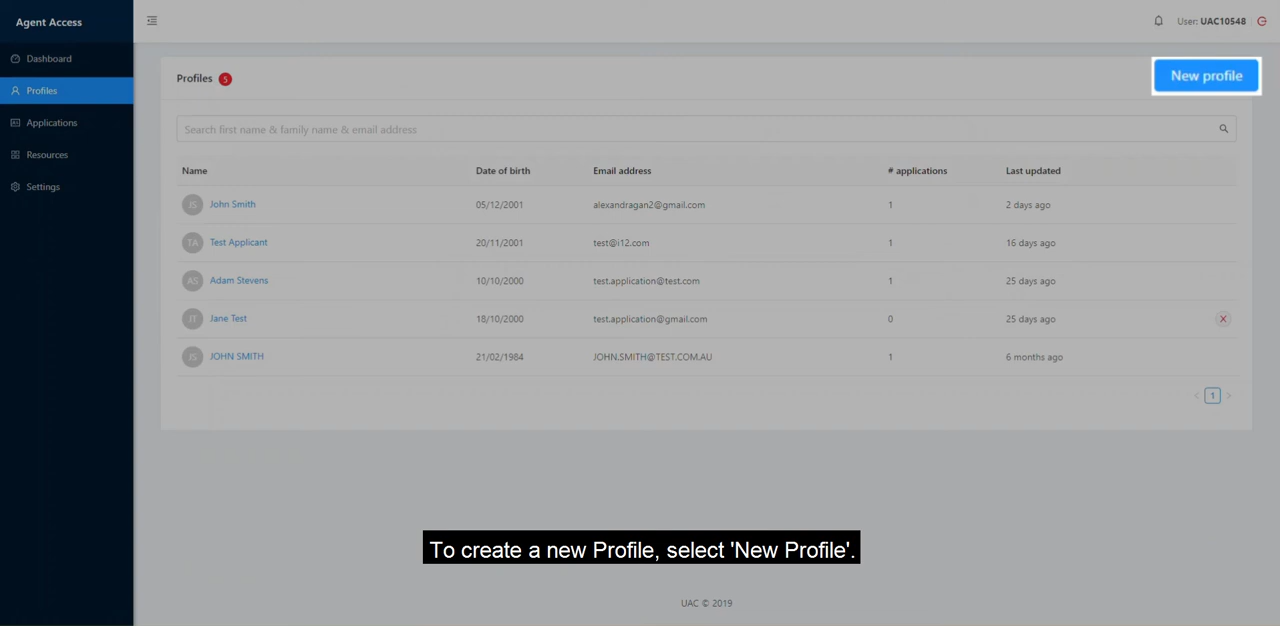 Agent Access
User: UAC10548
Dashboard
Profiles
Applications
Resources
Settings
Profiles 5
New profile
Search first name & family name & email address
Name Date of birth Email address # applications Last updated
JS John Smith 05/12/2001 alexandragan2@gmail.com 1 2 days ago
TA Test Applicant 20/11/2001 test@i12.com 1 16 days ago
AS Adam Stevens 10/10/2000 test.application@test.com 1 25 days ago
JT Jane Test 18/10/2000 test.application@gmail.com 0 25 days ago
JS JOHN SMITH 21/02/1984 JOHN.SMITH@TEST.COM.AU 1 6 months ago
1
To create a new Profile, select 'New Profile'.
UAC © 2019